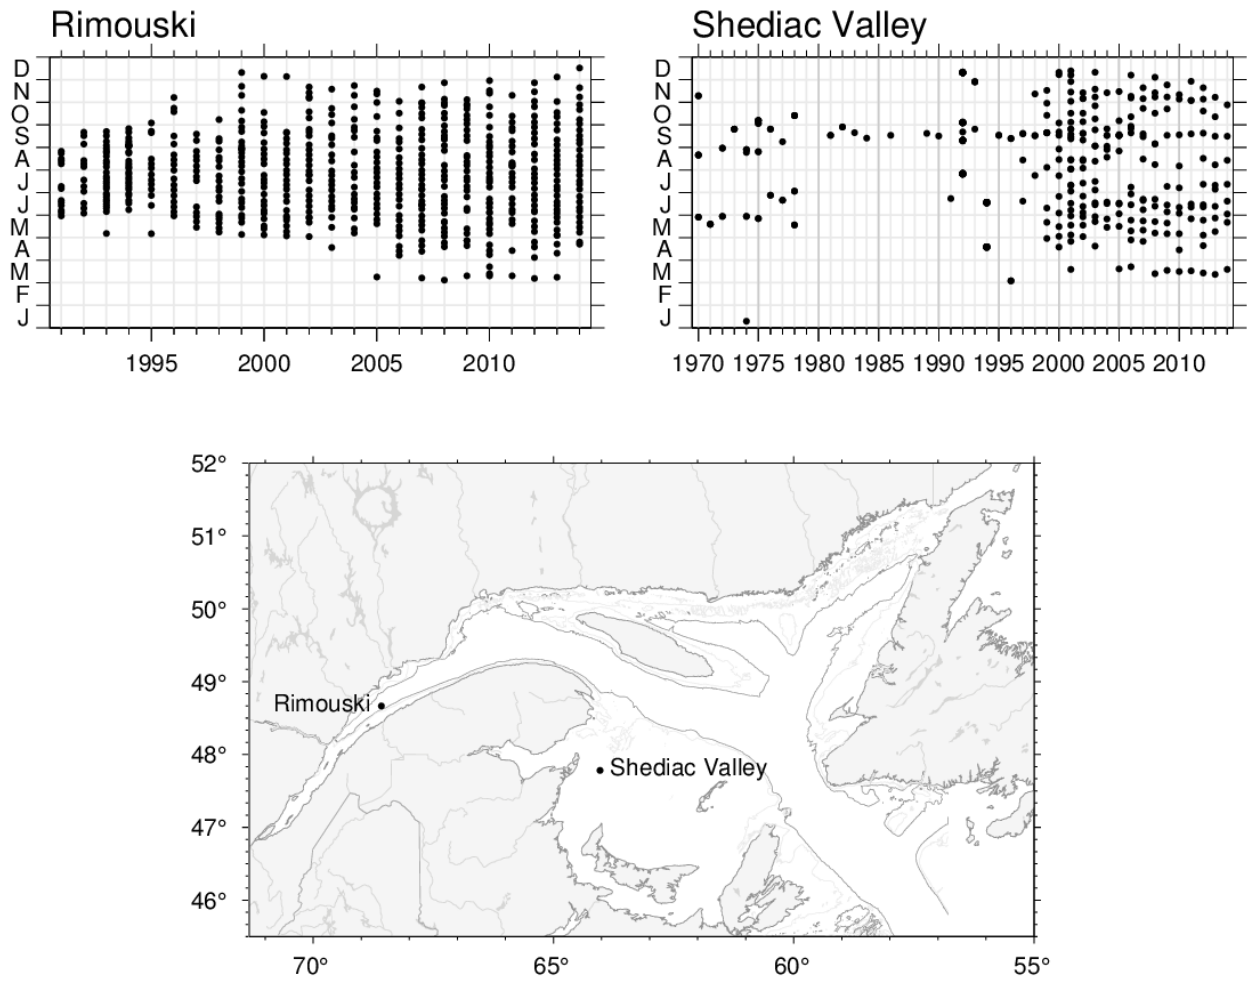 Rimouski
Shediac Valley
D
N
O
S
A
J
J
M
A
M
F
J
1995 2000 2005 2010
D
N
O
S
A
J
J
M
A
M
F
J
1970 1975 1980 1985 1990 1995 2000 2005 2010
52°
51°
50°
49°
Rimouski
48°
Shediac Valley
47°
46°
70° 65° 60° 55°